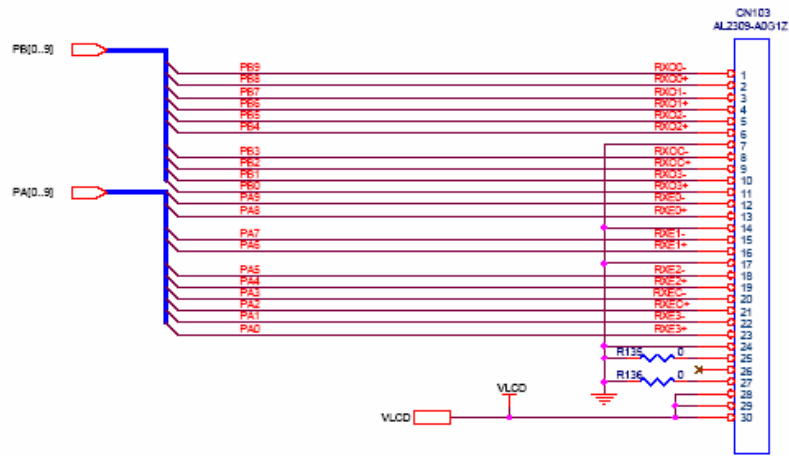 CN103
AL2309-A0G1Z
PB[0..9]
PB9 RXO0- 1
PB8 RXO0+ 2
PB7 RXO1- 3
PB6 RXO1+ 4
PB5 RXO2- 5
PB4 RXO2+ 6
7
PB3 RXOC- 8
PB2 RXOC+ 9
PB1 RXO3- 10
PB0 RXO3+ 11
PA[0..9]
PA9 RXE0- 12
PA8 RXE0+ 13
14
PA7 RXE1- 15
PA6 RXE1+ 16
17
PA5 RXE2- 18
PA4 RXE2+ 19
PA3 RXEC- 20
PA2 RXEC+ 21
PA1 RXE3- 22
PA0 RXE3+ 23
24
R135 0 25
26
R136 0 27
28
VLCD
29
VLCD 30